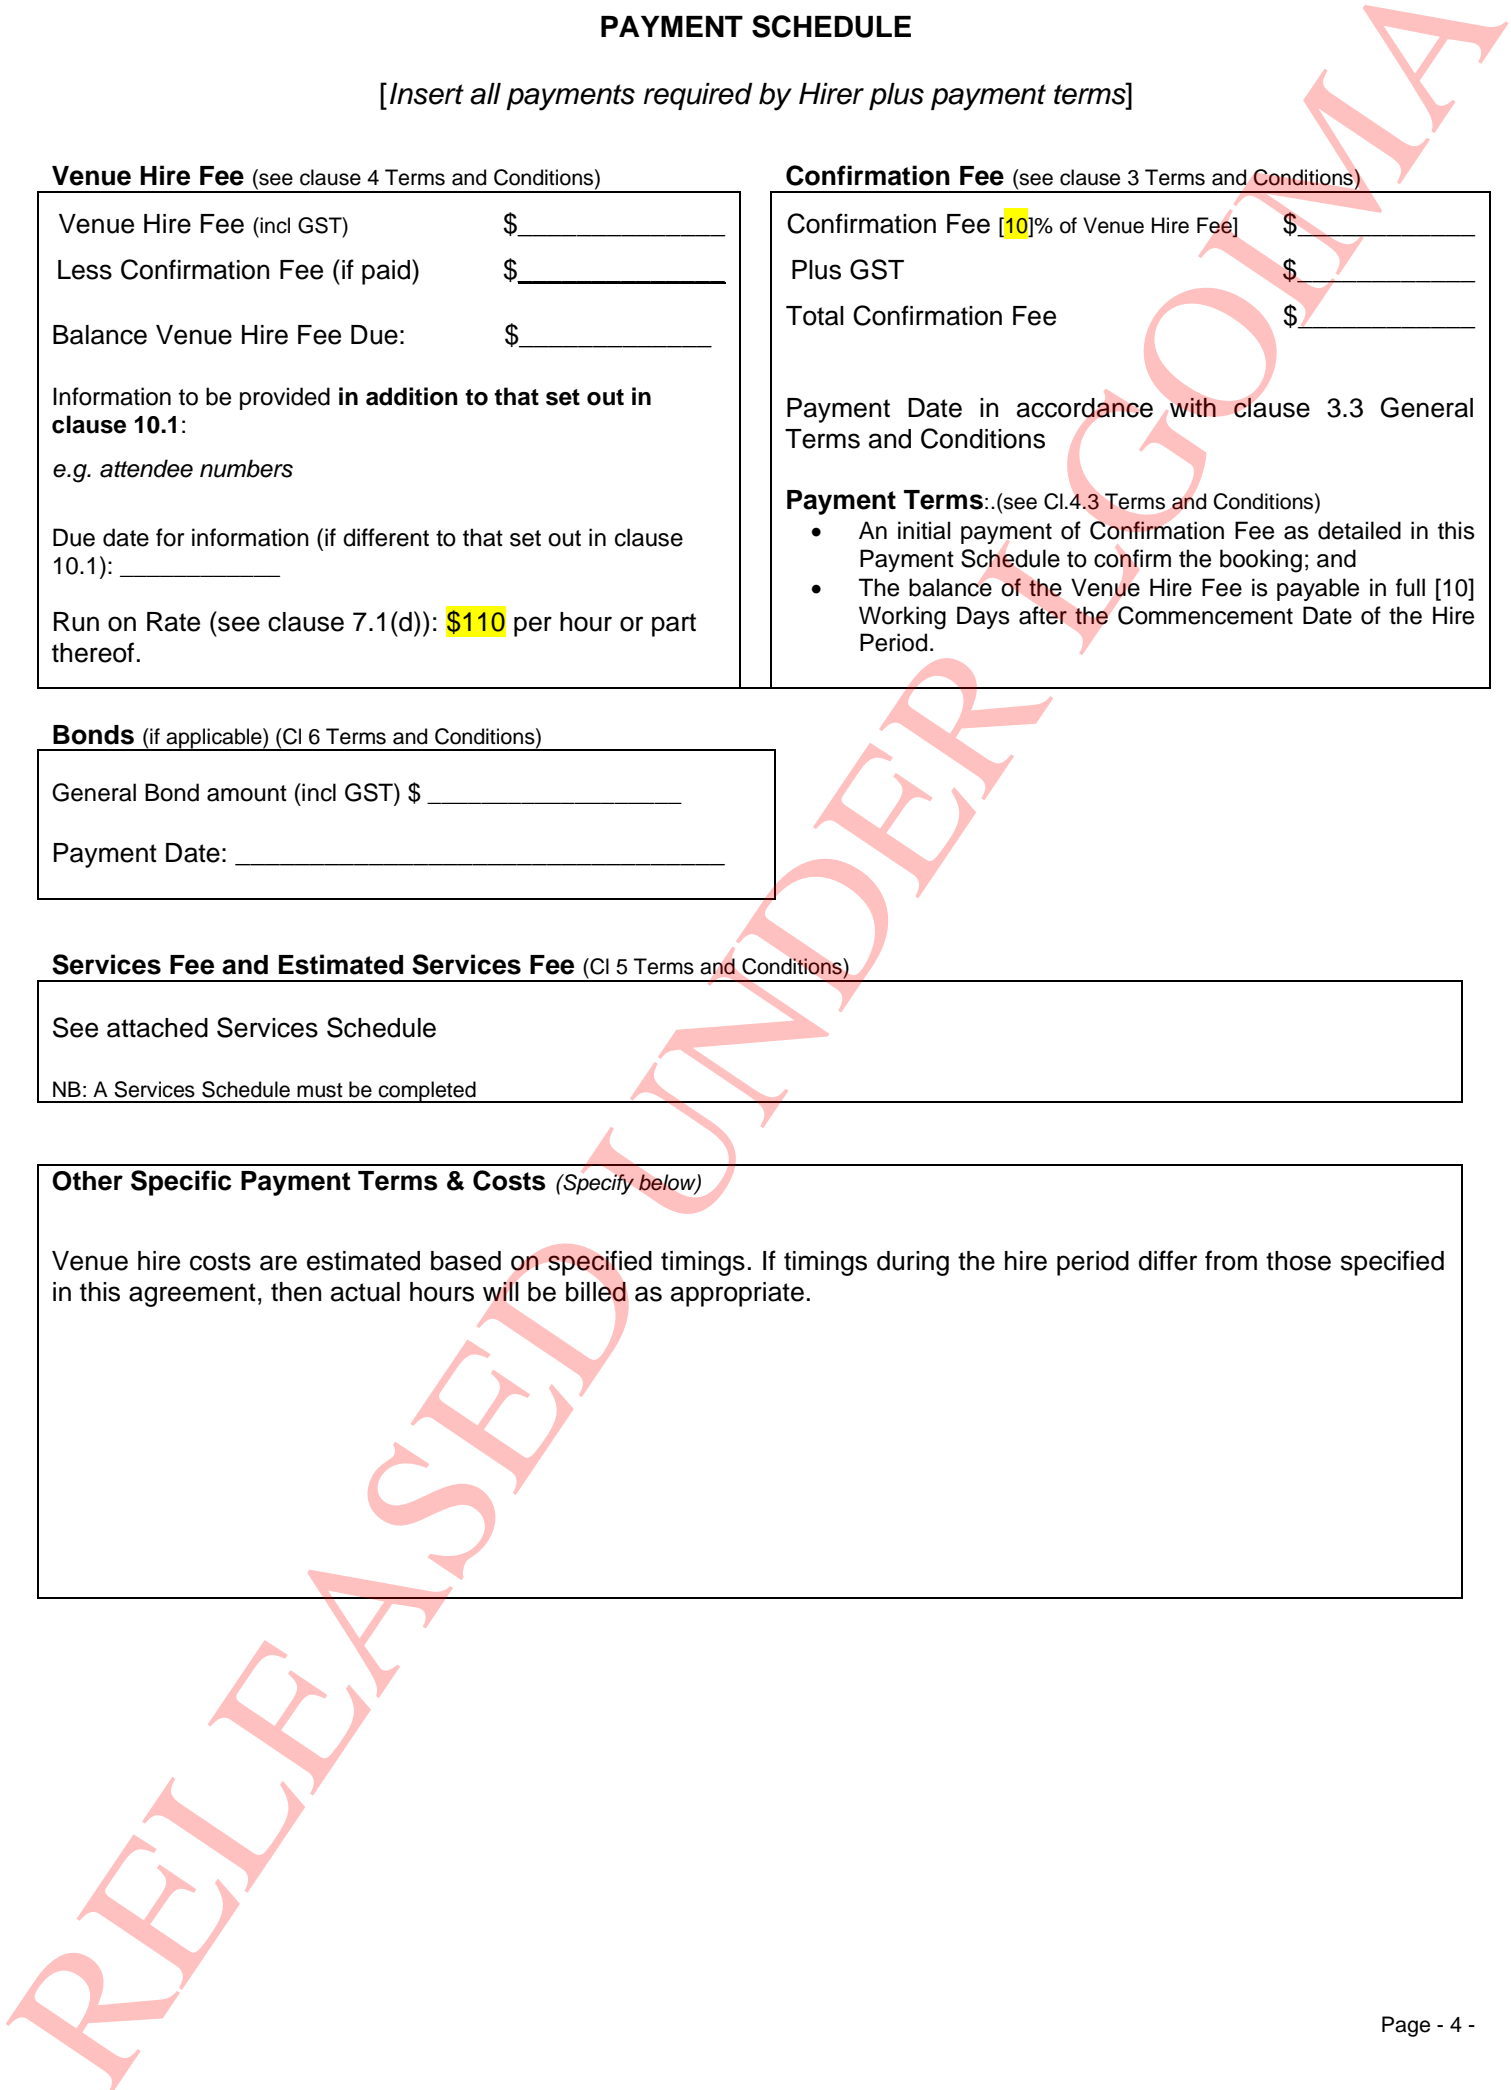 PAYMENT SCHEDULE
[Insert all payments required by Hirer plus payment terms]
Venue Hire Fee (see clause 4 Terms and Conditions)
Venue Hire Fee (incl GST) $______________
Less Confirmation Fee (if paid) $______________
Balance Venue Hire Fee Due: $_____________
Information to be provided in addition to that set out in
clause 10.1:
e.g. attendee numbers
Due date for information (if different to that set out in clause
10.1): ____________
Run on Rate (see clause 7.1(d)): $110 per hour or part
thereof.
Confirmation Fee (see clause 3 Terms and Conditions)
Confirmation Fee [10]% of Venue Hire Fee] $____________
Plus GST $____________
Total Confirmation Fee $____________
Payment Date in accordance with clause 3.3 General
Terms and Conditions
Payment Terms:.(see Cl.4.3 Terms and Conditions)
• An initial payment of Confirmation Fee as detailed in this
Payment Schedule to confirm the booking; and
• The balance of the Venue Hire Fee is payable in full [10]
Working Days after the Commencement Date of the Hire
Period.
Bonds (if applicable) (Cl 6 Terms and Conditions)
General Bond amount (incl GST) $ ___________________
Payment Date: _________________________________
Services Fee and Estimated Services Fee (Cl 5 Terms and Conditions)
See attached Services Schedule
NB: A Services Schedule must be completed
Other Specific Payment Terms & Costs (Specify below)
Venue hire costs are estimated based on specified timings. If timings during the hire period differ from those specified
in this agreement, then actual hours will be billed as appropriate.
RELEASED UNDER LGOIMA
Page - 4 -